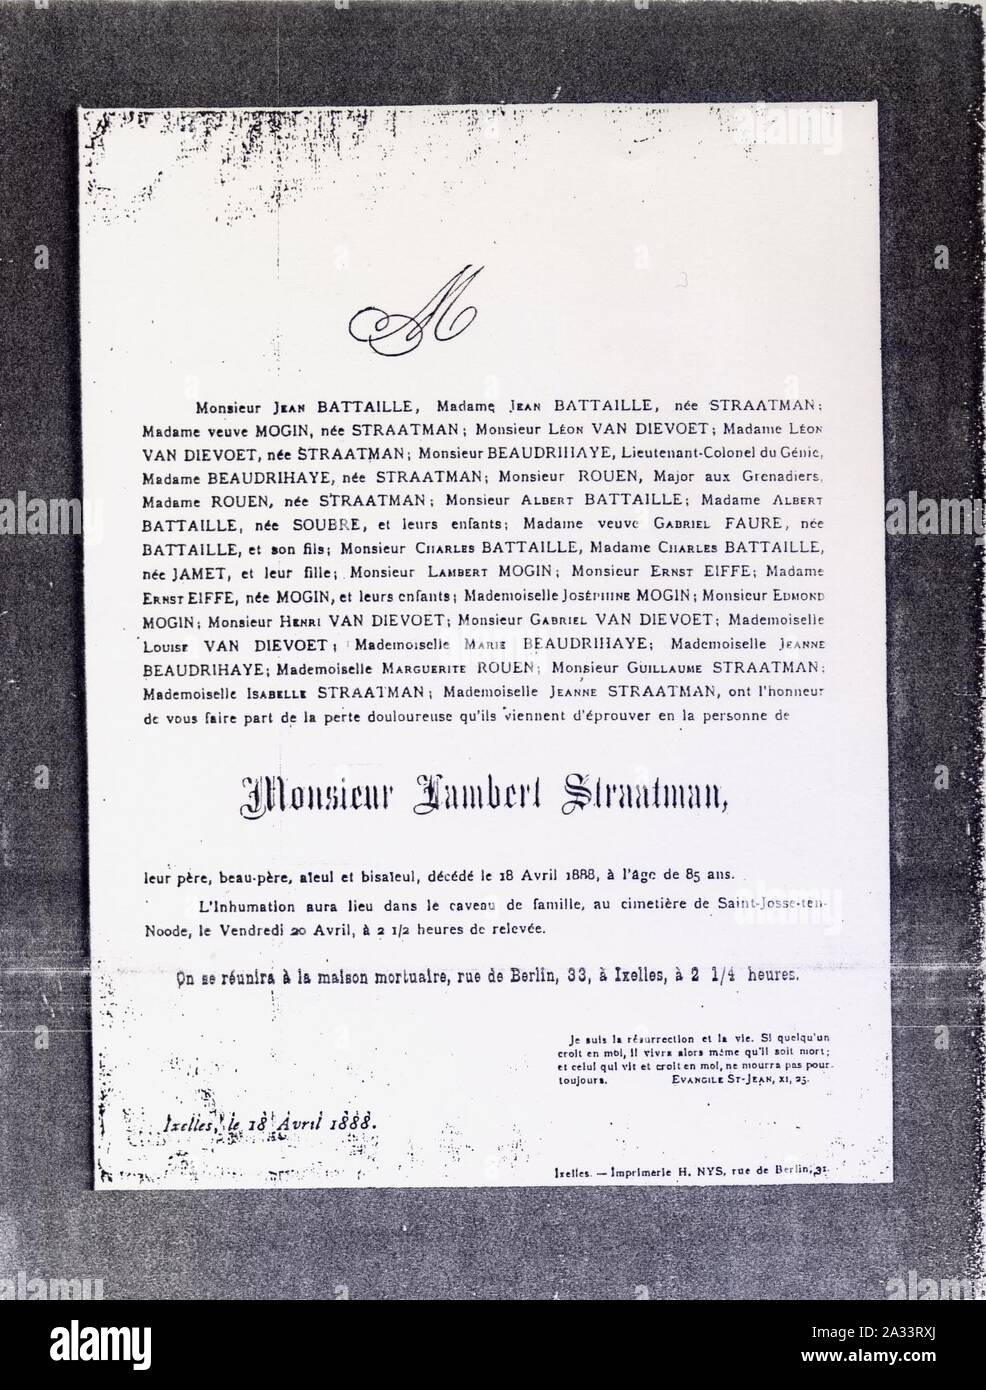 M
Monsieur Jean BATTAILLE, Madame Jean BATTAILLE, née STRAATMAN;
Madame veuve MOGIN, née STRAATMAN; Monsieur Léon VAN DIEVOET; Madame Léon
VAN DIEVOET, née STRAATMAN; Monsieur BEAUDRIHAYE, Lieutenant-Colonel du Génie,
Madame BEAUDRIHAYE, née STRAATMAN; Monsieur ROUEN, Major aux Grenadiers,
Madame ROUEN, née STRAATMAN; Monsieur Albert BATTAILLE; Madame Albert
BATTAILLE, née SOUBRE, et leurs enfants; Madame veuve Gabriel FAURE, née
BATTAILLE, et son fils; Monsieur Charles BATTAILLE, Madame Charles BATTAILLE,
née JAMET, et leur fille; Monsieur Lambert MOGIN; Monsieur Ernst EIFFE; Madame
Ernst EIFFE, née MOGIN, et leurs enfants; Mademoiselle Joséphine MOGIN; Monsieur Edmond
MOGIN; Monsieur Henri VAN DIEVOET; Monsieur Gabriel VAN DIEVOET; Mademoiselle
Louise VAN DIEVOET; Mademoiselle Marie BEAUDRIHAYE; Mademoiselle Jeanne
BEAUDRIHAYE; Mademoiselle Marguerite ROUEN; Monsieur Guillaume STRAATMAN;
Mademoiselle Isabelle STRAATMAN; Mademoiselle Jeanne STRAATMAN, ont l'honneur
de vous faire part de la perte douloureuse qu'ils viennent d'éprouver en la personne de
Monsieur Lambert Straatman,
leur père, beau-père, aïeul et bisaïeul, décédé le 18 Avril 1888, à l'âge de 85 ans.
L'Inhumation aura lieu dans le caveau de famille, au cimetière de Saint-Josse-ten-
Noode, le Vendredi 20 Avril, à 2 1/2 heures de relevée.
On se réunira à la maison mortuaire, rue de Berlin, 33, à Ixelles, à 2 1/4 heures.
Je suis la résurrection et la vie. Si quelqu'un
croit en moi, il vivra alors même qu'il soit mort;
et celui qui vit et croit en moi, ne mourra pas pour
toujours. Evangile St-Jean, xi, 25.
Ixelles, le 18 Avril 1888.
Ixelles. — Imprimerie H. NYS, rue de Berlin, 31.
alamy
Image ID: 2A33RXJ
www.alamy.com